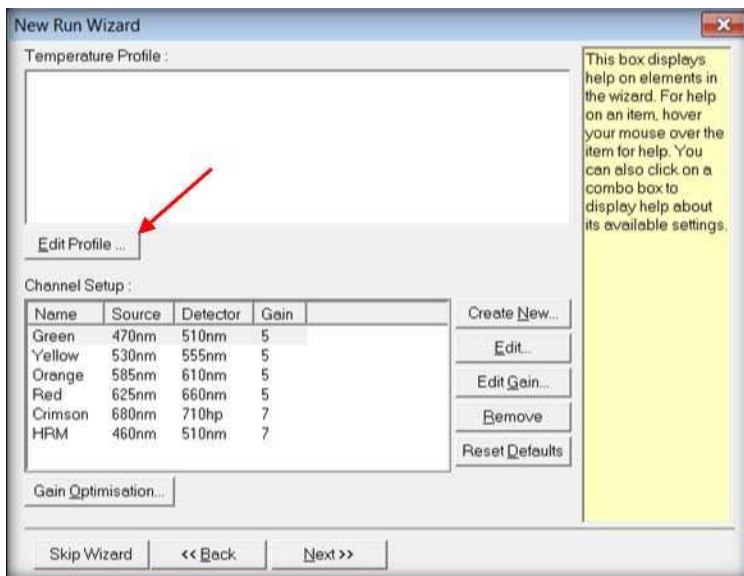 New Run Wizard
Temperature Profile :
Edit Profile ...
Channel Setup :
Name Source Detector Gain
Green 470nm 510nm 5
Yellow 530nm 555nm 5
Orange 585nm 610nm 5
Red 625nm 660nm 5
Crimson 680nm 710hp 7
HRM 460nm 510nm 7
Create New...
Edit...
Edit Gain...
Remove
Reset Defaults
Gain Optimisation...
Skip Wizard
<< Back
Next >>
This box displays
help on elements in
the wizard. For help
on an item, hover
your mouse over the
item for help. You
can also click on a
combo box to
display help about
its available settings.